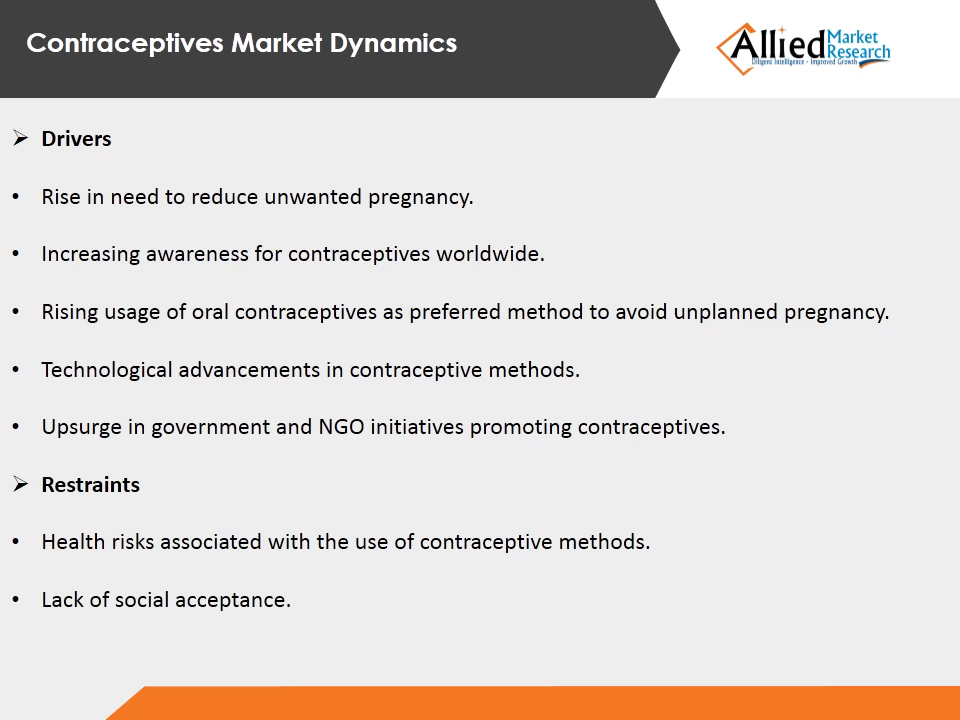 Contraceptives Market Dynamics
Allied Market Research
Diligent Intelligence - Improved Growth
➢ Drivers
• Rise in need to reduce unwanted pregnancy.
• Increasing awareness for contraceptives worldwide.
• Rising usage of oral contraceptives as preferred method to avoid unplanned pregnancy.
• Technological advancements in contraceptive methods.
• Upsurge in government and NGO initiatives promoting contraceptives.
➢ Restraints
• Health risks associated with the use of contraceptive methods.
• Lack of social acceptance.